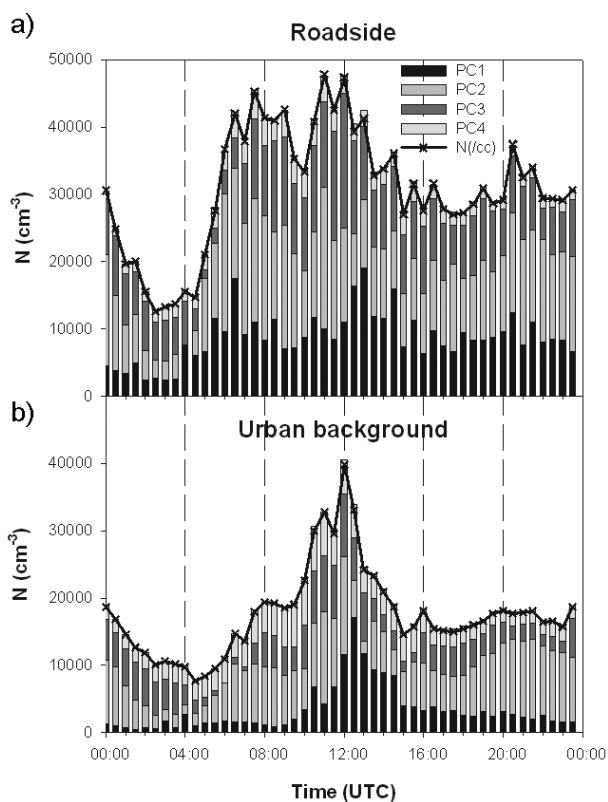 a)
Roadside
50000
40000
30000
20000
10000
0
N (cm-3)
PC1
PC2
PC3
PC4
N(/cc)
b)
Urban background
40000
30000
20000
10000
0
N (cm-3)
00:00 04:00 08:00 12:00 16:00 20:00 00:00
Time (UTC)